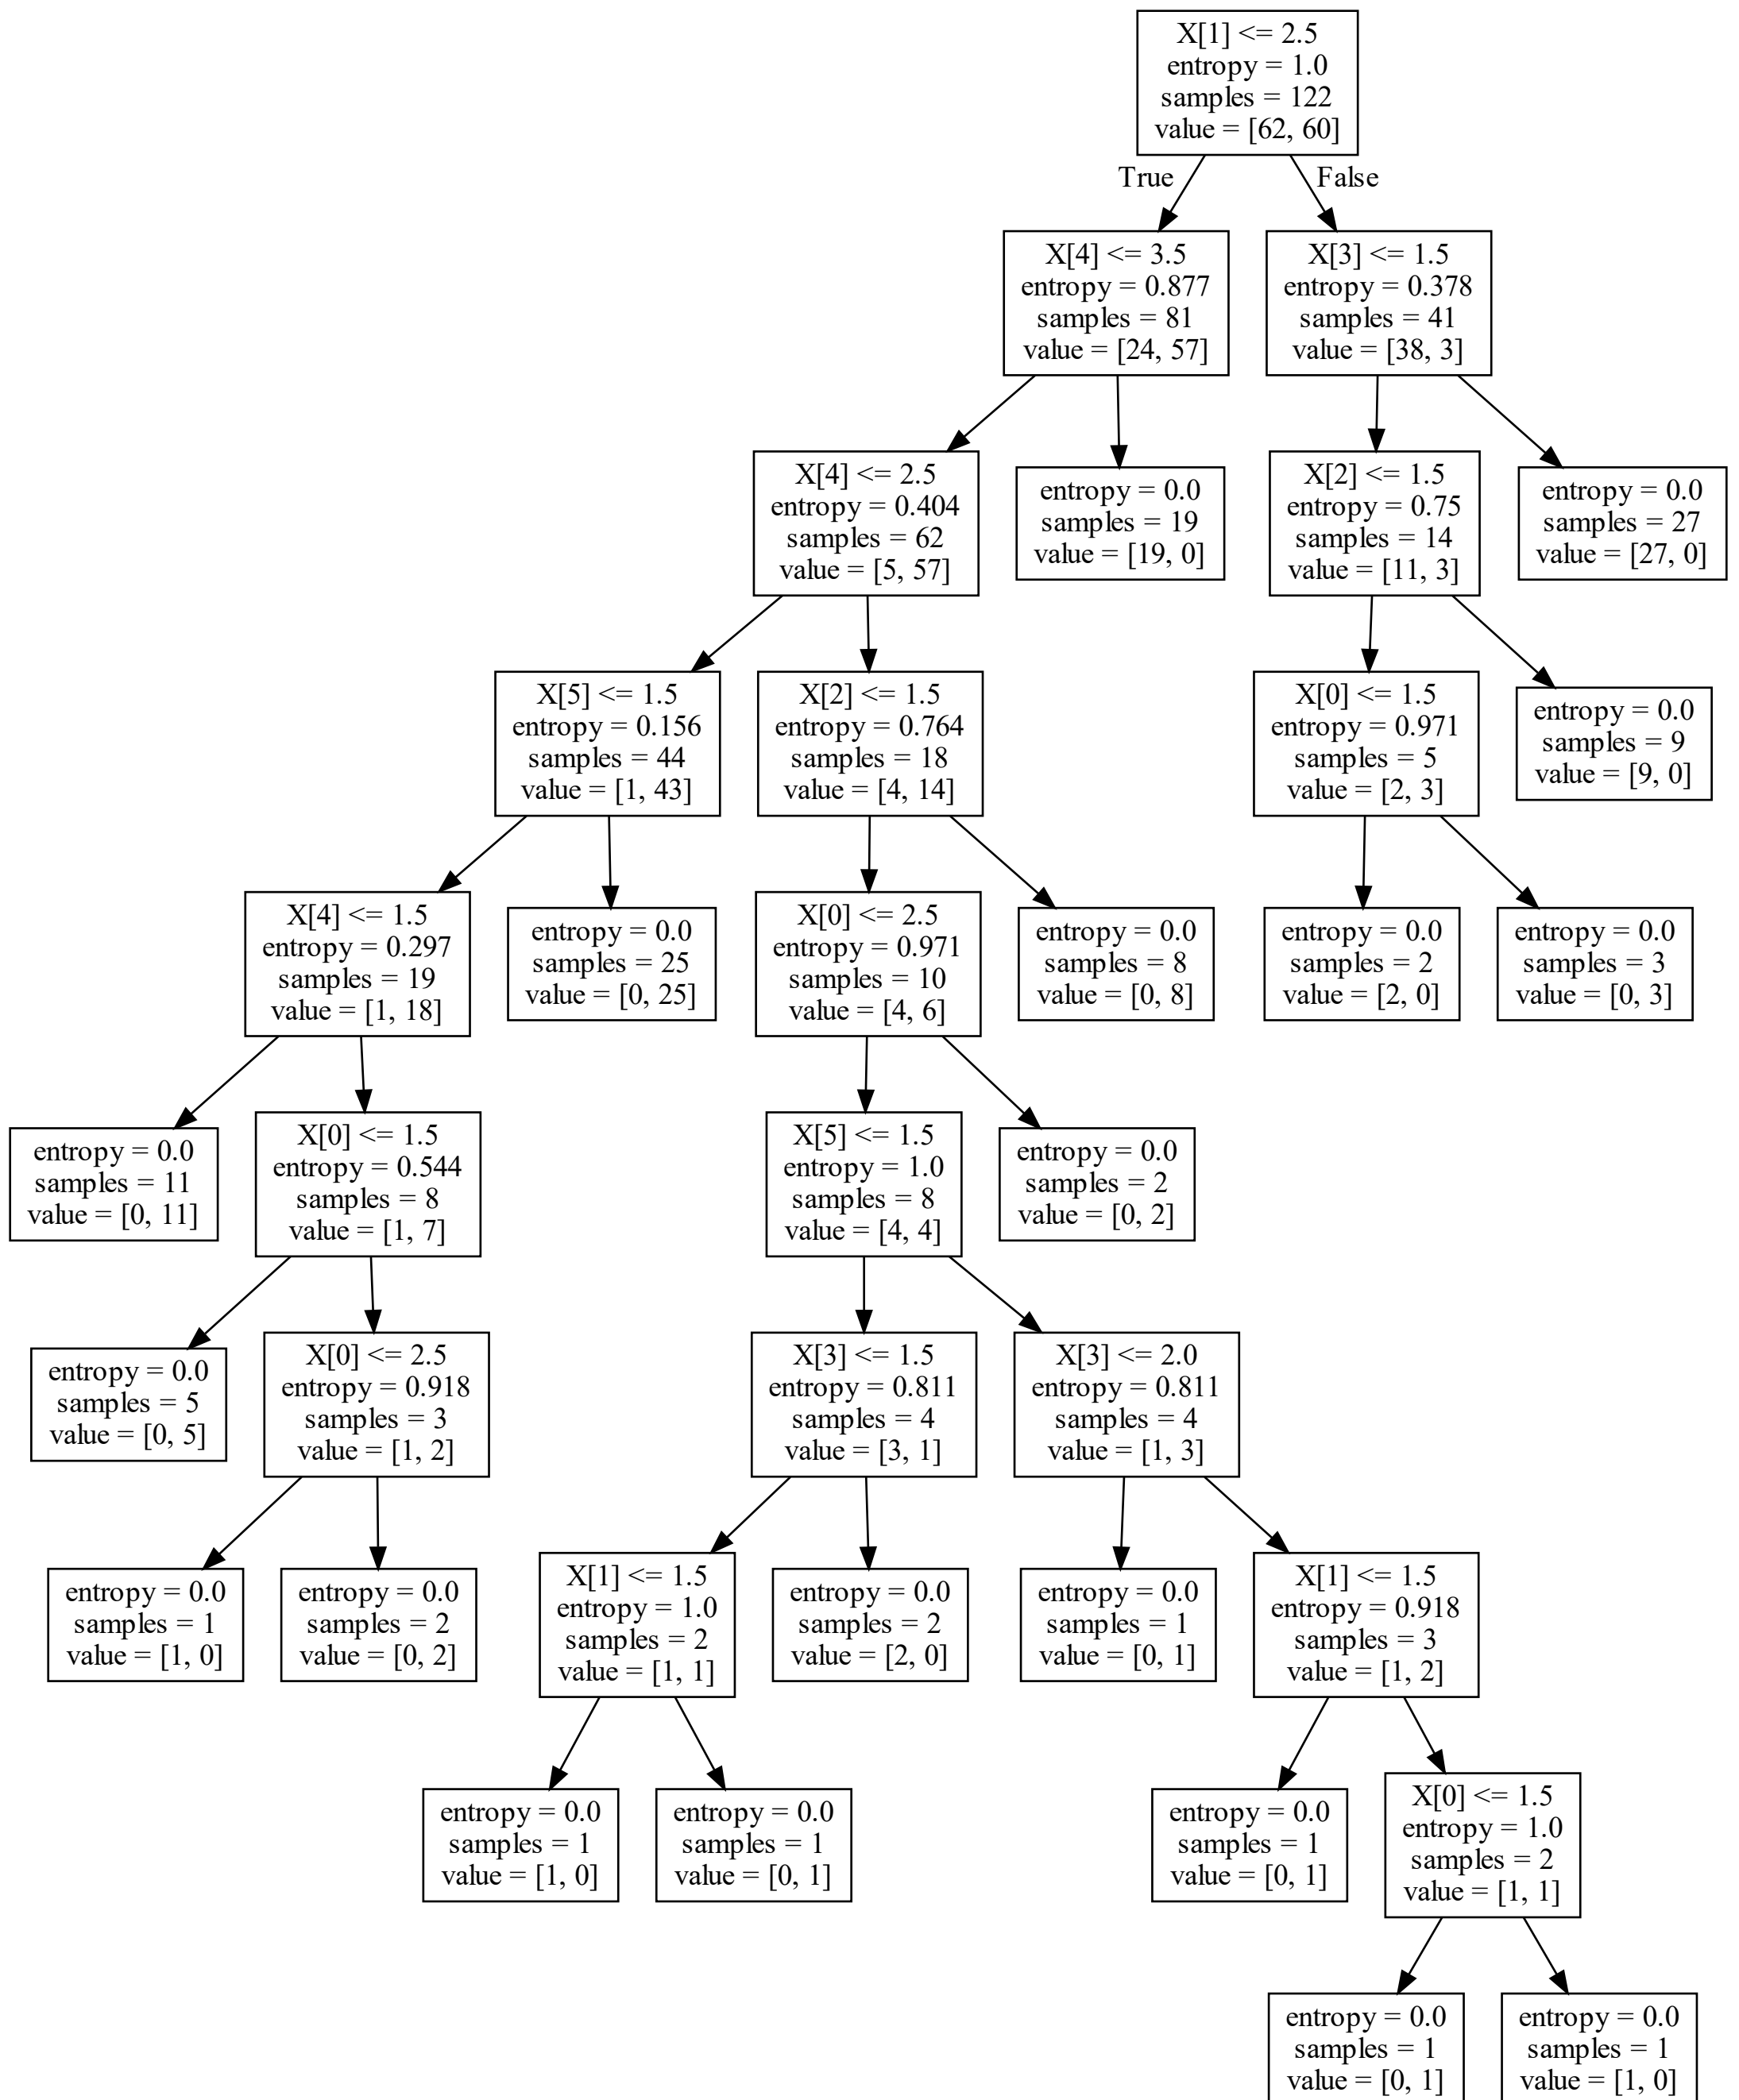 X[1] <= 2.5
entropy = 1.0
samples = 122
value = [62, 60]
True
False
X[4] <= 3.5
entropy = 0.877
samples = 81
value = [24, 57]
X[3] <= 1.5
entropy = 0.378
samples = 41
value = [38, 3]
X[4] <= 2.5
entropy = 0.404
samples = 62
value = [5, 57]
entropy = 0.0
samples = 19
value = [19, 0]
X[2] <= 1.5
entropy = 0.75
samples = 14
value = [11, 3]
entropy = 0.0
samples = 27
value = [27, 0]
X[5] <= 1.5
entropy = 0.156
samples = 44
value = [1, 43]
X[2] <= 1.5
entropy = 0.764
samples = 18
value = [4, 14]
X[0] <= 1.5
entropy = 0.971
samples = 5
value = [2, 3]
entropy = 0.0
samples = 9
value = [9, 0]
X[4] <= 1.5
entropy = 0.297
samples = 19
value = [1, 18]
entropy = 0.0
samples = 25
value = [0, 25]
X[0] <= 2.5
entropy = 0.971
samples = 10
value = [4, 6]
entropy = 0.0
samples = 8
value = [0, 8]
entropy = 0.0
samples = 2
value = [2, 0]
entropy = 0.0
samples = 3
value = [0, 3]
entropy = 0.0
samples = 11
value = [0, 11]
X[0] <= 1.5
entropy = 0.544
samples = 8
value = [1, 7]
X[5] <= 1.5
entropy = 1.0
samples = 8
value = [4, 4]
entropy = 0.0
samples = 2
value = [0, 2]
entropy = 0.0
samples = 5
value = [0, 5]
X[0] <= 2.5
entropy = 0.918
samples = 3
value = [1, 2]
X[3] <= 1.5
entropy = 0.811
samples = 4
value = [3, 1]
X[3] <= 2.0
entropy = 0.811
samples = 4
value = [1, 3]
entropy = 0.0
samples = 1
value = [1, 0]
entropy = 0.0
samples = 2
value = [0, 2]
X[1] <= 1.5
entropy = 1.0
samples = 2
value = [1, 1]
entropy = 0.0
samples = 2
value = [2, 0]
entropy = 0.0
samples = 1
value = [0, 1]
X[1] <= 1.5
entropy = 0.918
samples = 3
value = [1, 2]
entropy = 0.0
samples = 1
value = [1, 0]
entropy = 0.0
samples = 1
value = [0, 1]
entropy = 0.0
samples = 1
value = [0, 1]
X[0] <= 1.5
entropy = 1.0
samples = 2
value = [1, 1]
entropy = 0.0
samples = 1
value = [0, 1]
entropy = 0.0
samples = 1
value = [1, 0]